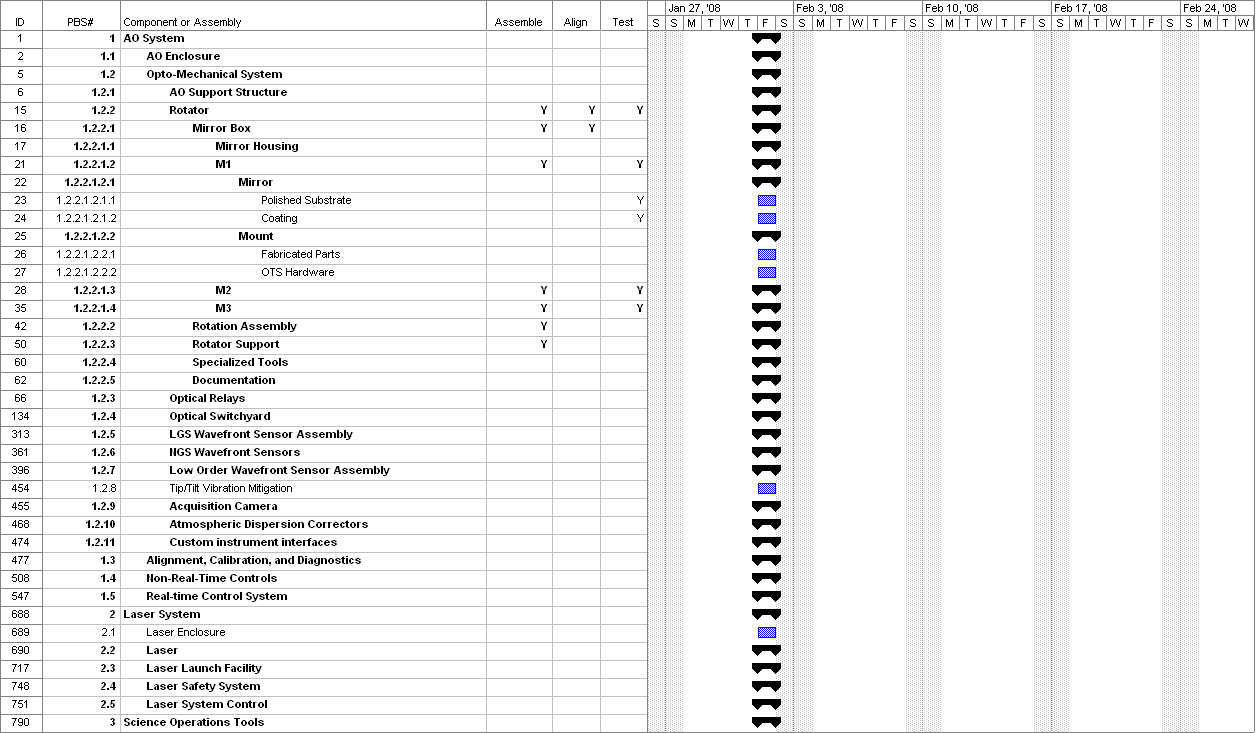 Jan 27, '08 Feb 3, '08 Feb 10, '08 Feb 17, '08 Feb 24, '08
ID PBS# Component or Assembly Assemble Align Test S S M T W T F S S M T W T F S S M T W T F S S M T W T F S S M T W
1 1 AO System
2 1.1 AO Enclosure
5 1.2 Opto-Mechanical System
6 1.2.1 AO Support Structure
15 1.2.2 Rotator Y Y Y
16 1.2.2.1 Mirror Box Y Y
17 1.2.2.1.1 Mirror Housing
21 1.2.2.1.2 M1 Y Y
22 1.2.2.1.2.1 Mirror
23 1.2.2.1.2.1.1 Polished Substrate Y
24 1.2.2.1.2.1.2 Coating Y
25 1.2.2.1.2.2 Mount
26 1.2.2.1.2.2.1 Fabricated Parts
27 1.2.2.1.2.2.2 OTS Hardware
28 1.2.2.1.3 M2 Y Y
35 1.2.2.1.4 M3 Y Y
42 1.2.2.2 Rotation Assembly Y
50 1.2.2.3 Rotator Support Y
60 1.2.2.4 Specialized Tools
62 1.2.2.5 Documentation
66 1.2.3 Optical Relays
134 1.2.4 Optical Switchyard
313 1.2.5 LGS Wavefront Sensor Assembly
361 1.2.6 NGS Wavefront Sensors
396 1.2.7 Low Order Wavefront Sensor Assembly
454 1.2.8 Tip/Tilt Vibration Mitigation
455 1.2.9 Acquisition Camera
468 1.2.10 Atmospheric Dispersion Correctors
474 1.2.11 Custom instrument interfaces
477 1.3 Alignment, Calibration, and Diagnostics
508 1.4 Non-Real-Time Controls
547 1.5 Real-time Control System
688 2 Laser System
689 2.1 Laser Enclosure
690 2.2 Laser
717 2.3 Laser Launch Facility
748 2.4 Laser Safety System
751 2.5 Laser System Control
790 3 Science Operations Tools